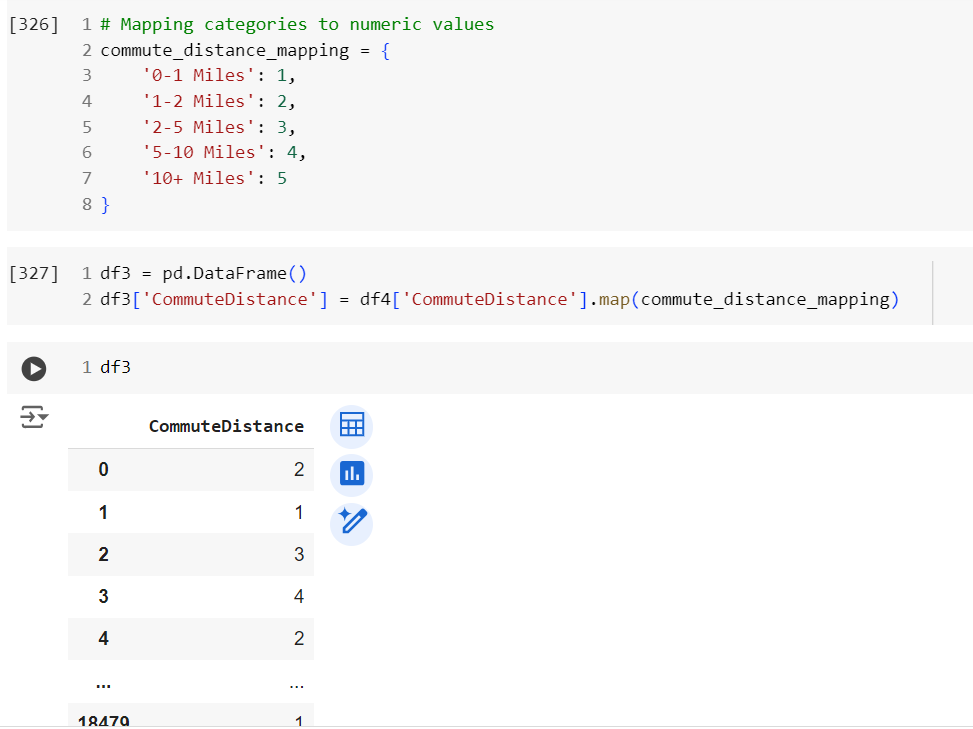 [326] 1 # Mapping categories to numeric values
2 commute_distance_mapping = {
3     '0-1 Miles': 1,
4     '1-2 Miles': 2,
5     '2-5 Miles': 3,
6     '5-10 Miles': 4,
7     '10+ Miles': 5
8 }
[327] 1 df3 = pd.DataFrame()
2 df3['CommuteDistance'] = df4['CommuteDistance'].map(commute_distance_mapping)
1 df3
CommuteDistance
0 2
1 1
2 3
3 4
4 2
... ...
18479 1